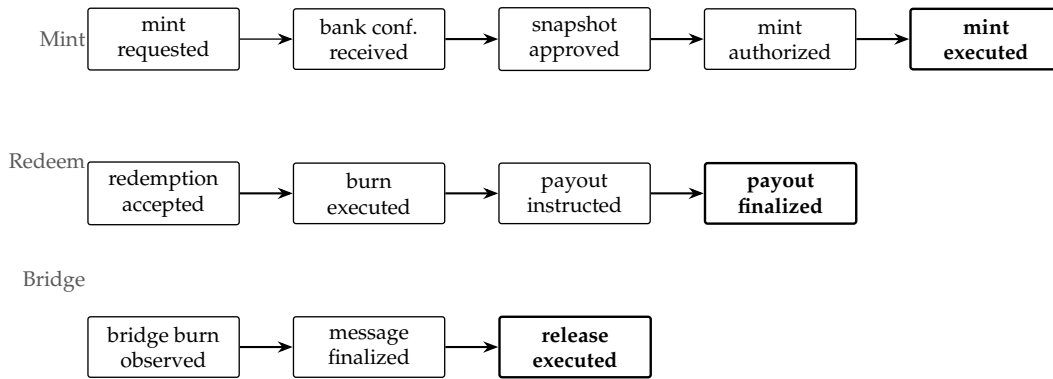 Mint
mint
requested
bank conf.
received
snapshot
approved
mint
authorized
mint
executed
Redeem
redemption
accepted
burn
executed
payout
instructed
payout
finalized
Bridge
bridge burn
observed
message
finalized
release
executed